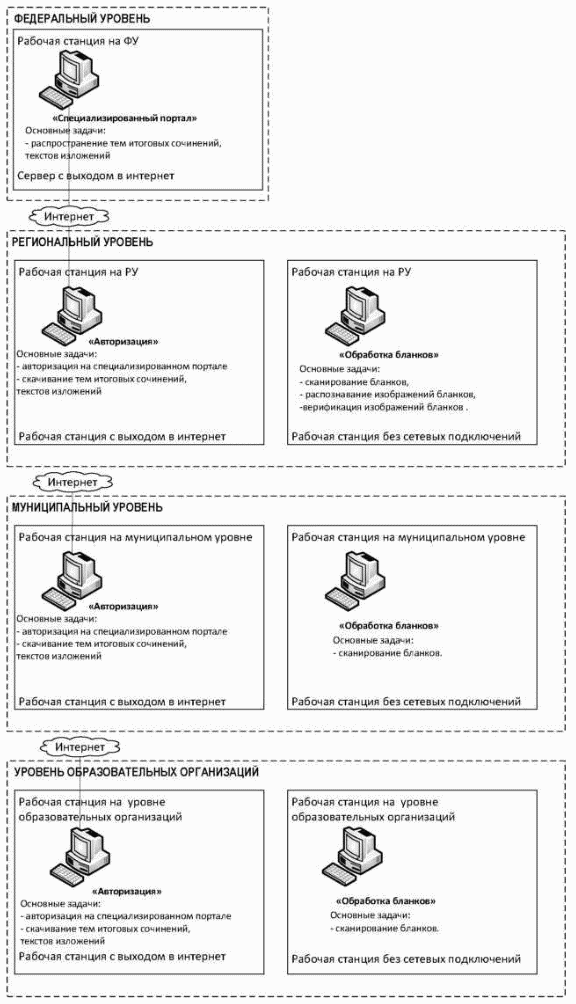 ФЕДЕРАЛЬНЫЙ УРОВЕНЬ
Рабочая станция на ФУ
«Специализированный портал»
Основные задачи:
- распространение тем итоговых сочинений,
текстов изложений
Сервер с выходом в интернет
Интернет
РЕГИОНАЛЬНЫЙ УРОВЕНЬ
Рабочая станция на РУ
«Авторизация»
Основные задачи:
- авторизация на специализированном портале
- скачивание тем итоговых сочинений,
текстов изложений
Рабочая станция с выходом в интернет
Рабочая станция на РУ
«Обработка бланков»
Основные задачи:
- сканирование бланков,
- распознавание изображений бланков,
-верификация изображений бланков .
Рабочая станция без сетевых подключений
Интернет
МУНИЦИПАЛЬНЫЙ УРОВЕНЬ
Рабочая станция на муниципальном уровне
«Авторизация»
Основные задачи:
- авторизация на специализированном портале
- скачивание тем итоговых сочинений,
текстов изложений
Рабочая станция с выходом в интернет
Рабочая станция на муниципальном уровне
«Обработка бланков»
Основные задачи:
- сканирование бланков.
Рабочая станция без сетевых подключений
Интернет
УРОВЕНЬ ОБРАЗОВАТЕЛЬНЫХ ОРГАНИЗАЦИЙ
Рабочая станция на уровне
образовательных организаций
«Авторизация»
Основные задачи:
- авторизация на специализированном портале
- скачивание тем итоговых сочинений,
текстов изложений
Рабочая станция с выходом в интернет
Рабочая станция на уровне
образовательных организаций
«Обработка бланков»
Основные задачи:
- сканирование бланков.
Рабочая станция без сетевых подключений